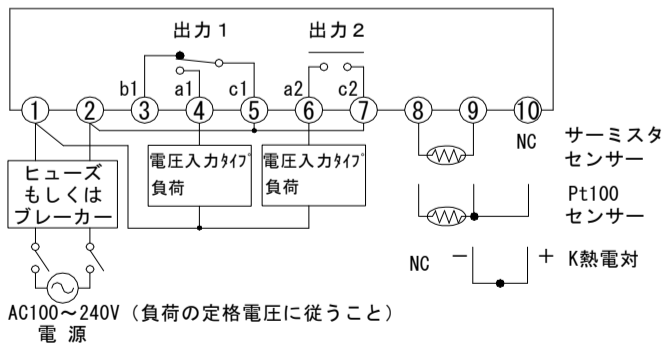 出力1
出力2
b1
a1
c1
a2
c2
1
2
3
4
5
6
7
8
9
10
NC
サーミスタ
センサー
ヒューズ
もしくは
ブレーカー
電圧入力ﾀｲﾌﾟ
負荷
電圧入力ﾀｲﾌﾟ
負荷
Pt100
センサー
NC
－
＋
K熱電対
AC100～240V（負荷の定格電圧に従うこと）
電 源